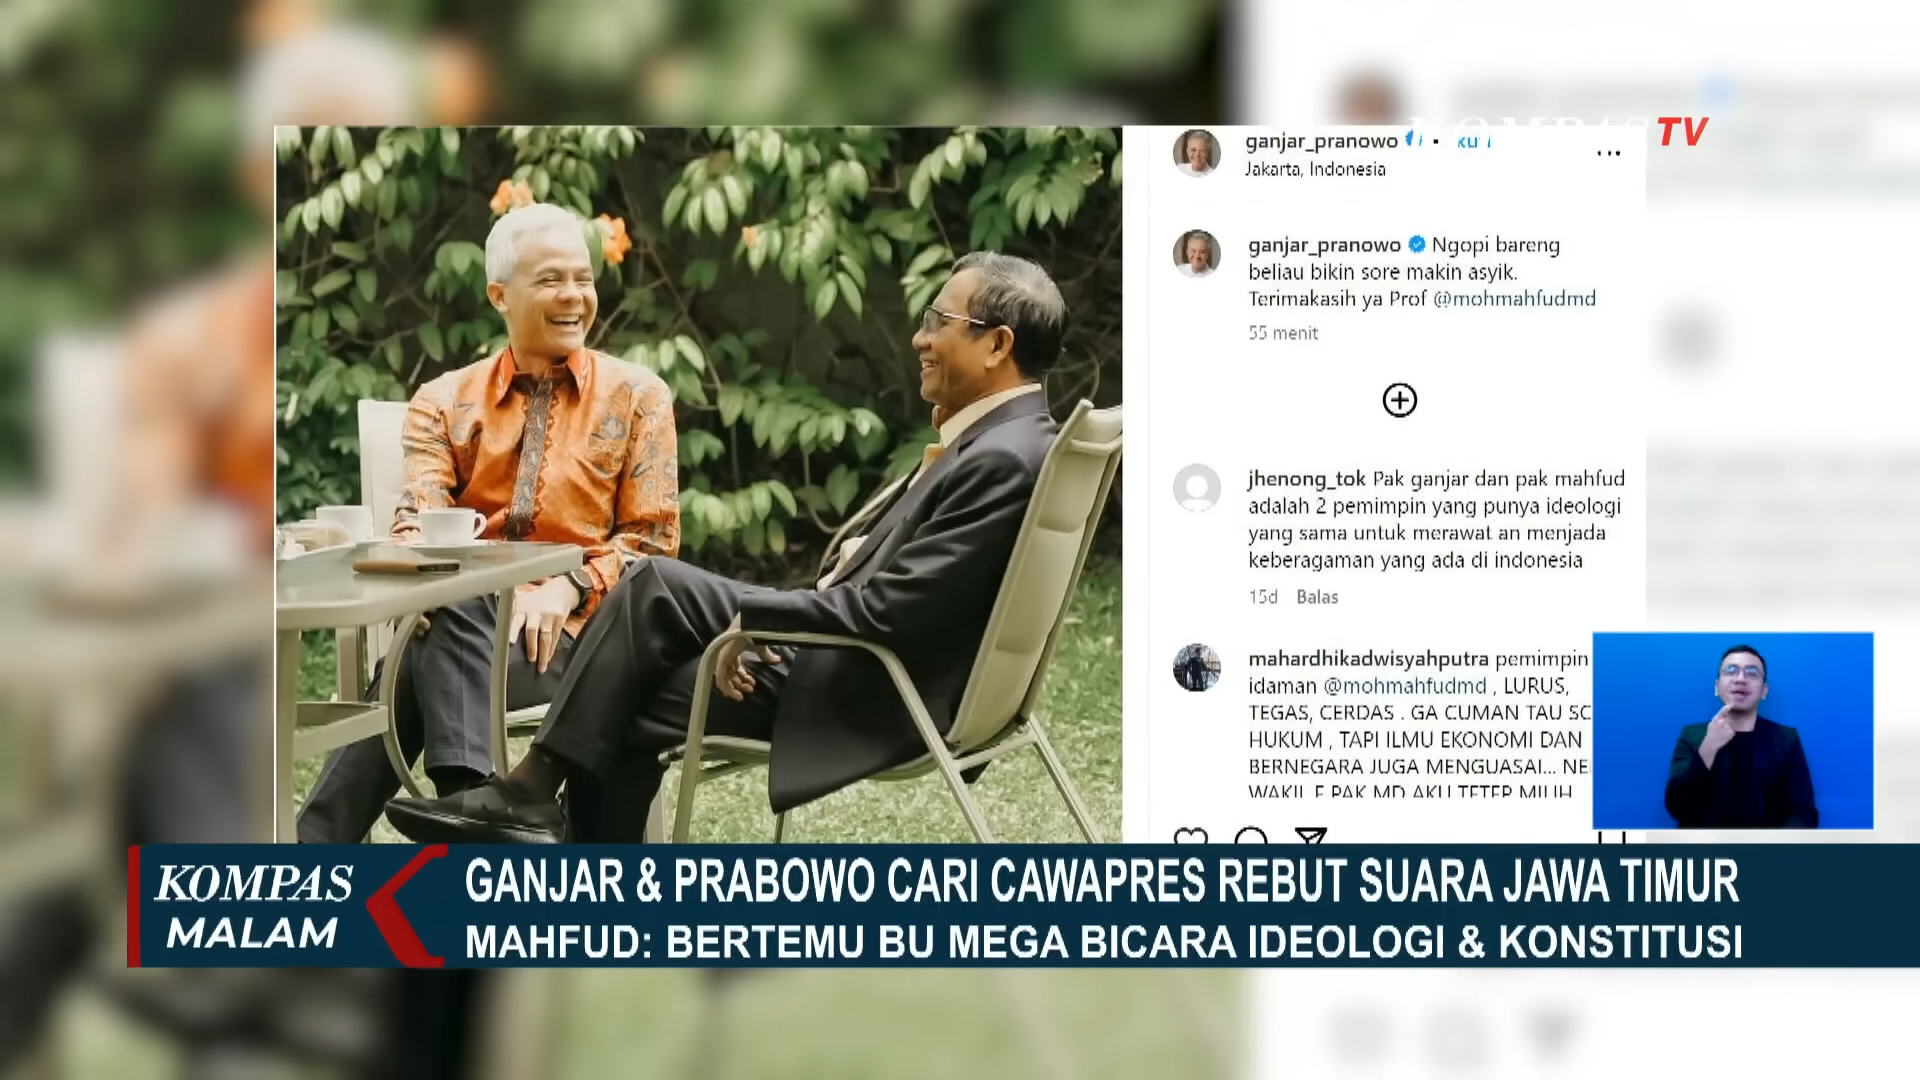 KOMPAS TV
ganjar_pranowo
Jakarta, Indonesia
ganjar_pranowo Ngopi bareng
beliau bikin sore makin asyik.
Terimakasih ya Prof @mohmahfudmd
55 menit
jhenong_tok Pak ganjar dan pak mahfud
adalah 2 pemimpin yang punya ideologi
yang sama untuk merawat an menjada
keberagaman yang ada di indonesia
15d Balas
mahardhikadwisyahputra pemimpin
idaman @mohmahfudmd , LURUS,
TEGAS, CERDAS . GA CUMAN TAU
HUKUM , TAPI ILMU EKONOMI DAN
BERNEGARA JUGA MENGUASAI...
PAK MD AKU TETEP
KOMPAS
MALAM
GANJAR & PRABOWO CARI CAWAPRES REBUT SUARA JAWA TIMUR
MAHFUD: BERTEMU BU MEGA BICARA IDEOLOGI & KONSTITUSI